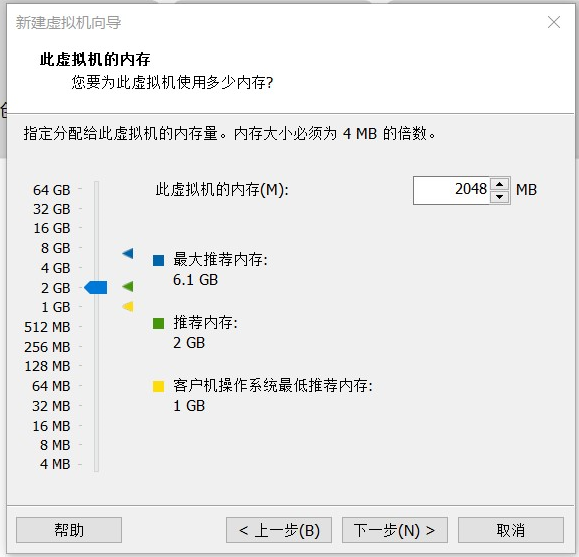 新建虚拟机向导
此虚拟机的内存
您要为此虚拟机使用多少内存?
指定分配给此虚拟机的内存量。内存大小必须为 4 MB 的倍数。
64 GB
32 GB
16 GB
8 GB
4 GB
2 GB
1 GB
512 MB
256 MB
128 MB
64 MB
32 MB
16 MB
8 MB
4 MB
此虚拟机的内存(M):
2048 MB
最大推荐内存:
6.1 GB
推荐内存:
2 GB
客户机操作系统最低推荐内存:
1 GB
帮助
< 上一步(B)
下一步(N) >
取消